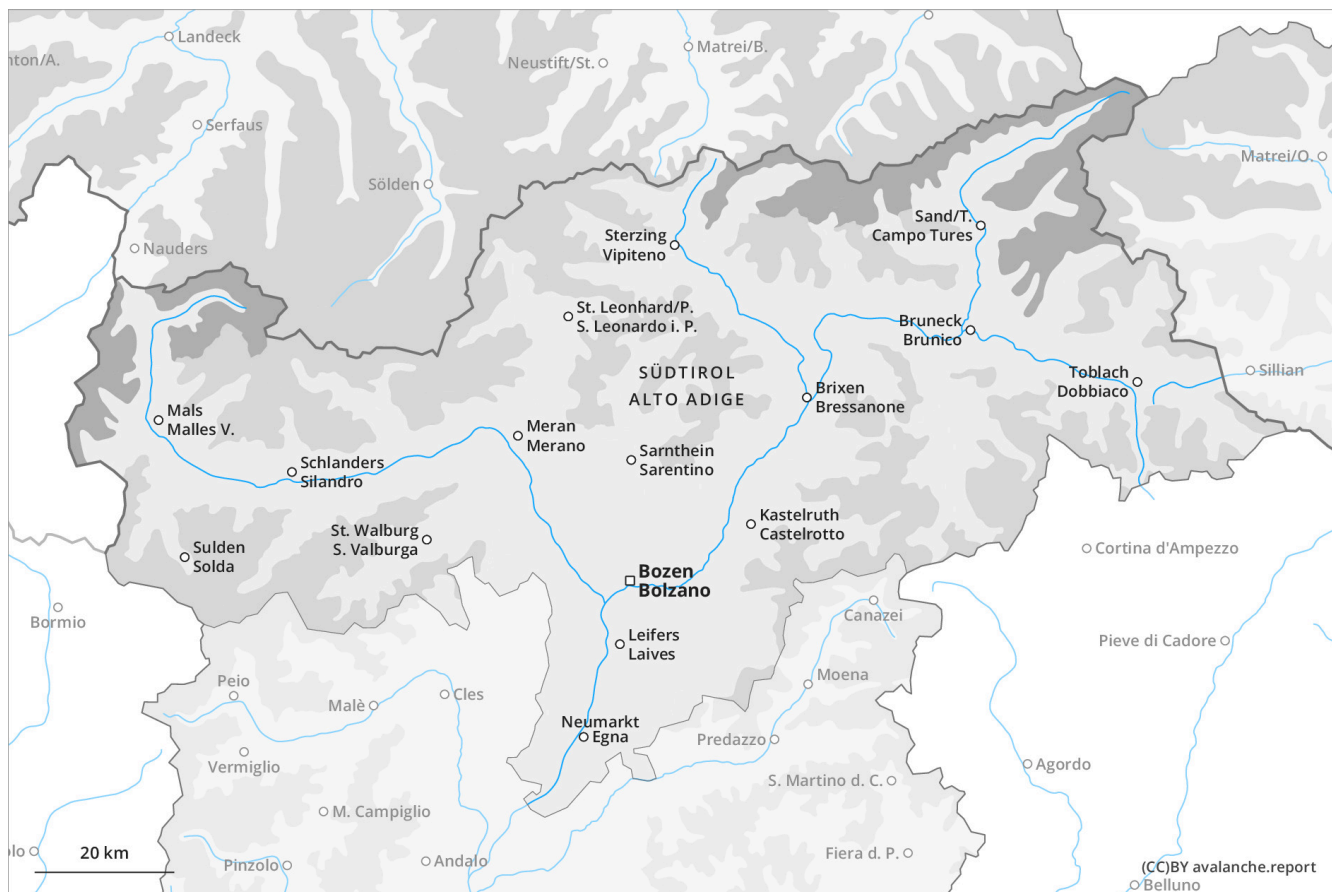 Landeck
nton/A.
Matrei/B.
Neustift/St.
Serfaus
Matrei/O.
Sölden
Sand/T.
Campo Tures
Nauders
Sterzing
Vipiteno
St. Leonhard/P.
S. Leonardo i. P.
Bruneck
Brunico
SÜDTIROL
ALTO ADIGE
Toblach
Dobbiaco
Sillian
Brixen
Bressanone
Mals
Malles V.
Meran
Merano
Schlanders
Silandro
Sarnthein
Sarentino
Kastelruth
Castelrotto
St. Walburg
S. Valburga
Sulden
Solda
Cortina d'Ampezzo
Bozen
Bolzano
Bormio
Canazei
Leifers
Laives
Pieve di Cadore
Peio
Moena
Malè
Cles
Neumarkt
Egna
Predazzo
Vermiglio
Agordo
S. Martino d. C.
M. Campiglio
olo
20 km
Pinzolo
Andalo
Fiera d. P.
(CC)BY avalanche.report
Belluno